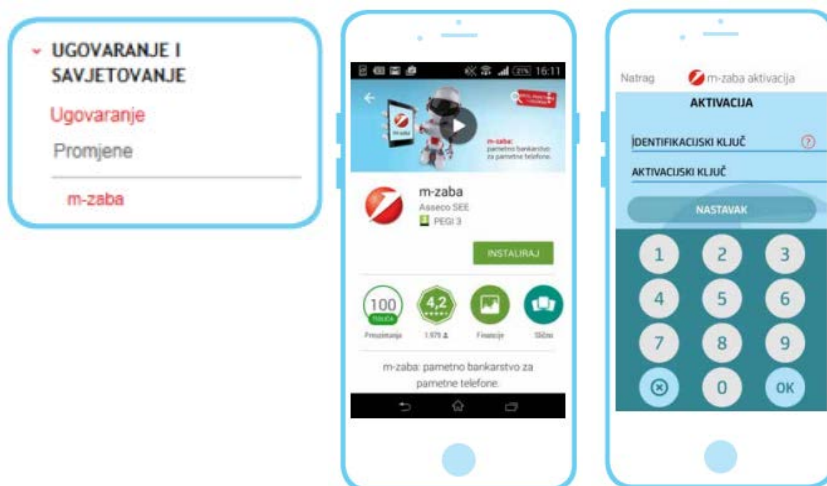 UGOVARANJE I
SAVJETOVANJE
Ugovaranje
Promjene
m-zaba
27%
16:11
m-zaba:
pametno bankarstvo
za pametne telefone.
m-zaba
Asseco SEE
PEGI 3
INSTALIRAJ
100
TISUĆA
4,2
Preuzimanja
1.979
Financije
Slično
m-zaba: pametno bankarstvo za
pametne telefone.
Natrag
m-zaba aktivacija
AKTIVACIJA
IDENTIFIKACIJSKI KLJUČ
?
AKTIVACIJSKI KLJUČ
NASTAVAK
1 2 3
4 5 6
7 8 9
0 OK